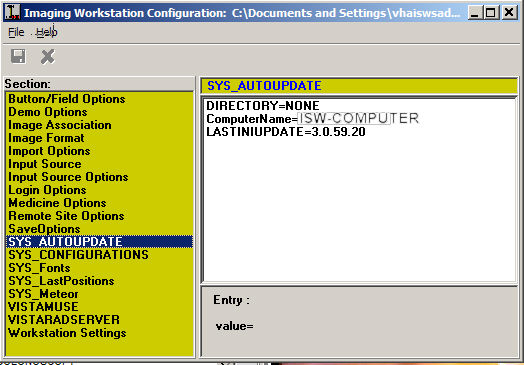 Imaging Workstation Configuration: C:\Documents and Settings\vhaiswsad...
File Help
Section:
Button/Field Options
Demo Options
Image Association
Image Format
Import Options
Input Source
Input Source Options
Login Options
Medicine Options
Remote Site Options
SaveOptions
SYS_AUTOUPDATE
SYS_CONFIGURATIONS
SYS_Fonts
SYS_LastPositions
SYS_Meteor
VISTAMUSE
VISTARADSERVER
Workstation Settings
SYS_AUTOUPDATE
DIRECTORY=NONE
ComputerName=ISW-COMPUTER
LASTINIUPDATE=3.0.59.20
Entry :
value=